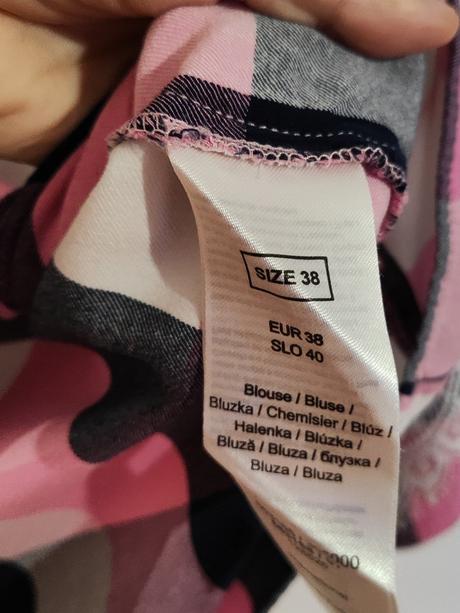 SIZE 38
EUR 38
SLO 40
Blouse / Bluse /
Bluzka / Chemisier / Blúz /
Halenka / Blúzka /
Bluză / Bluza / блузка /
Bluza / Bluza